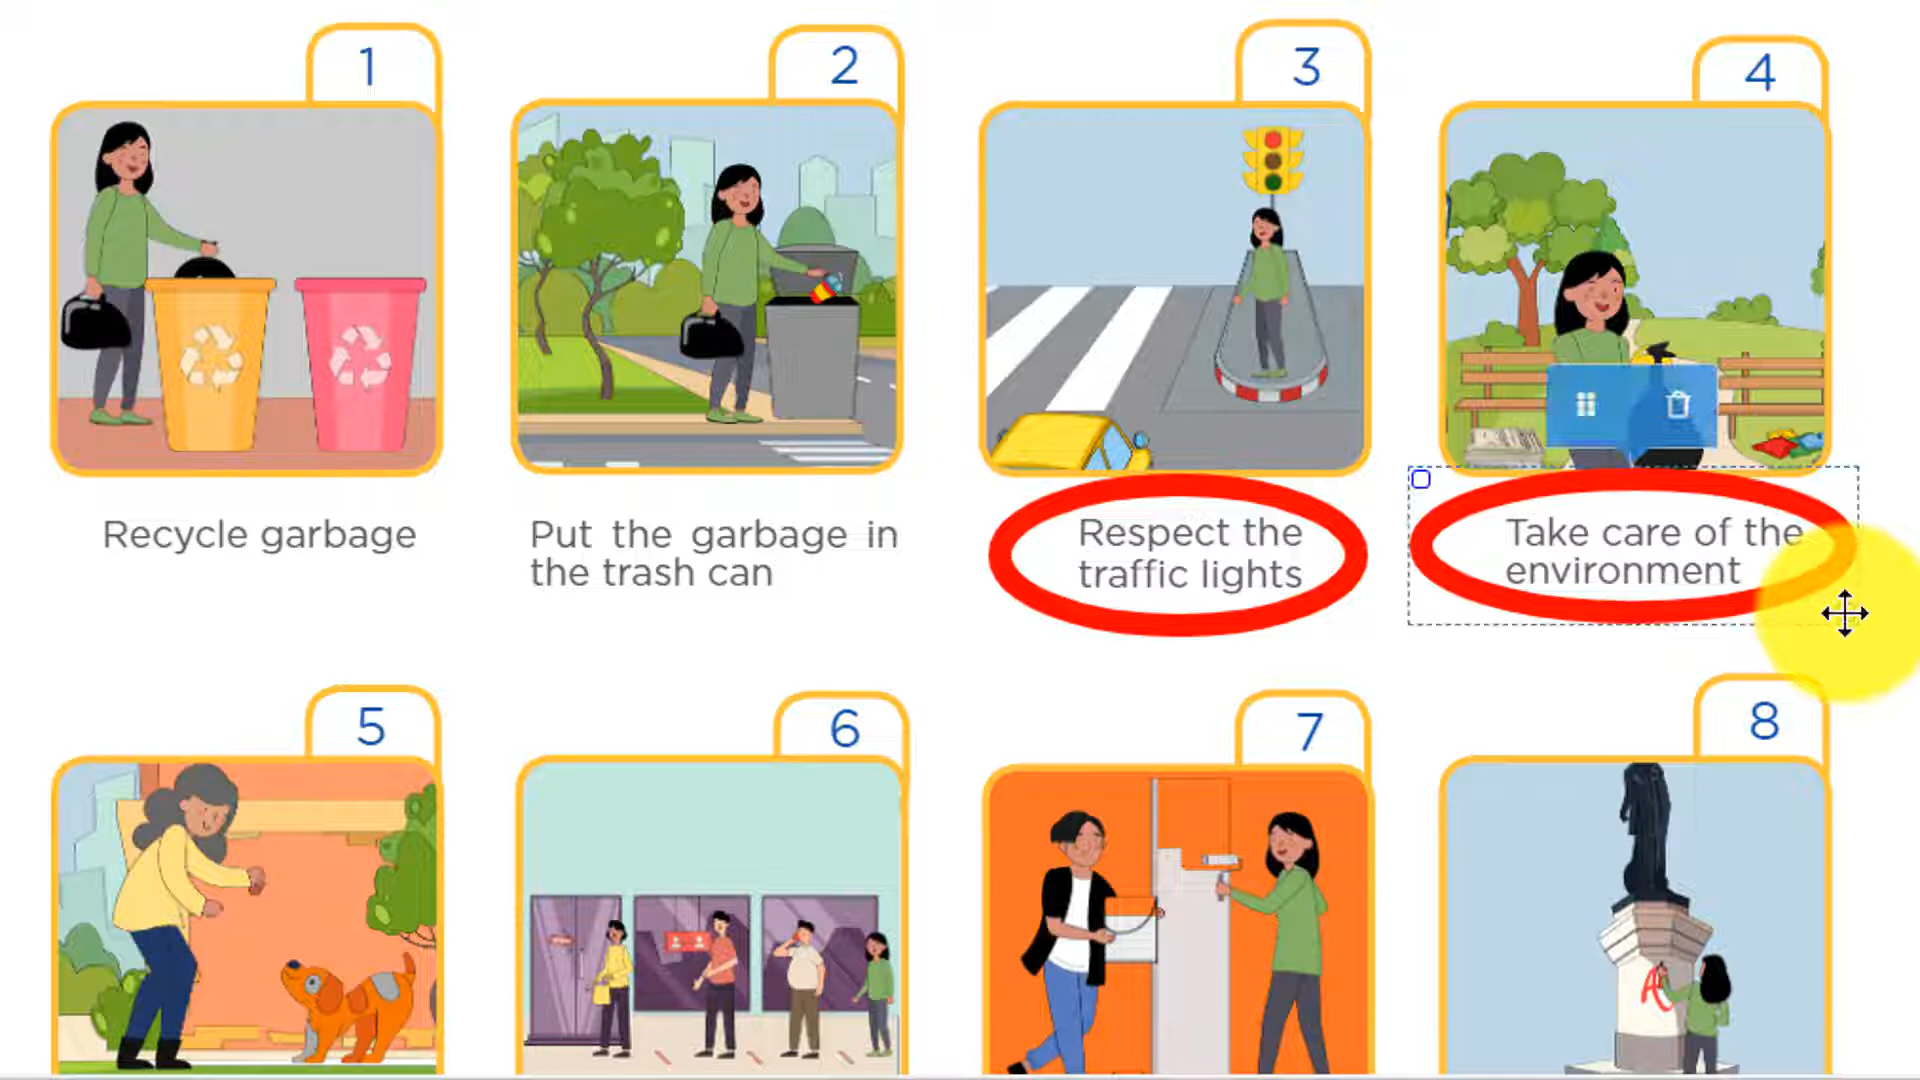 1
2
3
4
Recycle garbage
Put the garbage in
the trash can
Respect the
traffic lights
Take care of the
environment
5
6
7
8